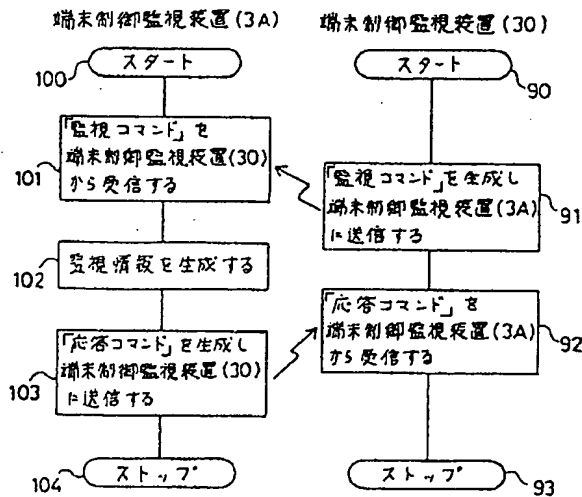 端末制御監視装置(3A)
100
スタート
101
「監視コマンド」を
端末制御監視装置(30)
から受信する
102
監視情報を生成する
103
「応答コマンド」を生成し
端末制御監視装置(30)
に送信する
104
ストップ
端末制御監視装置(30)
スタート
90
「監視コマンド」を生成し
端末制御監視装置(3A)
に送信する
91
「応答コマンド」を
端末制御監視装置(3A)
から受信する
92
ストップ
93